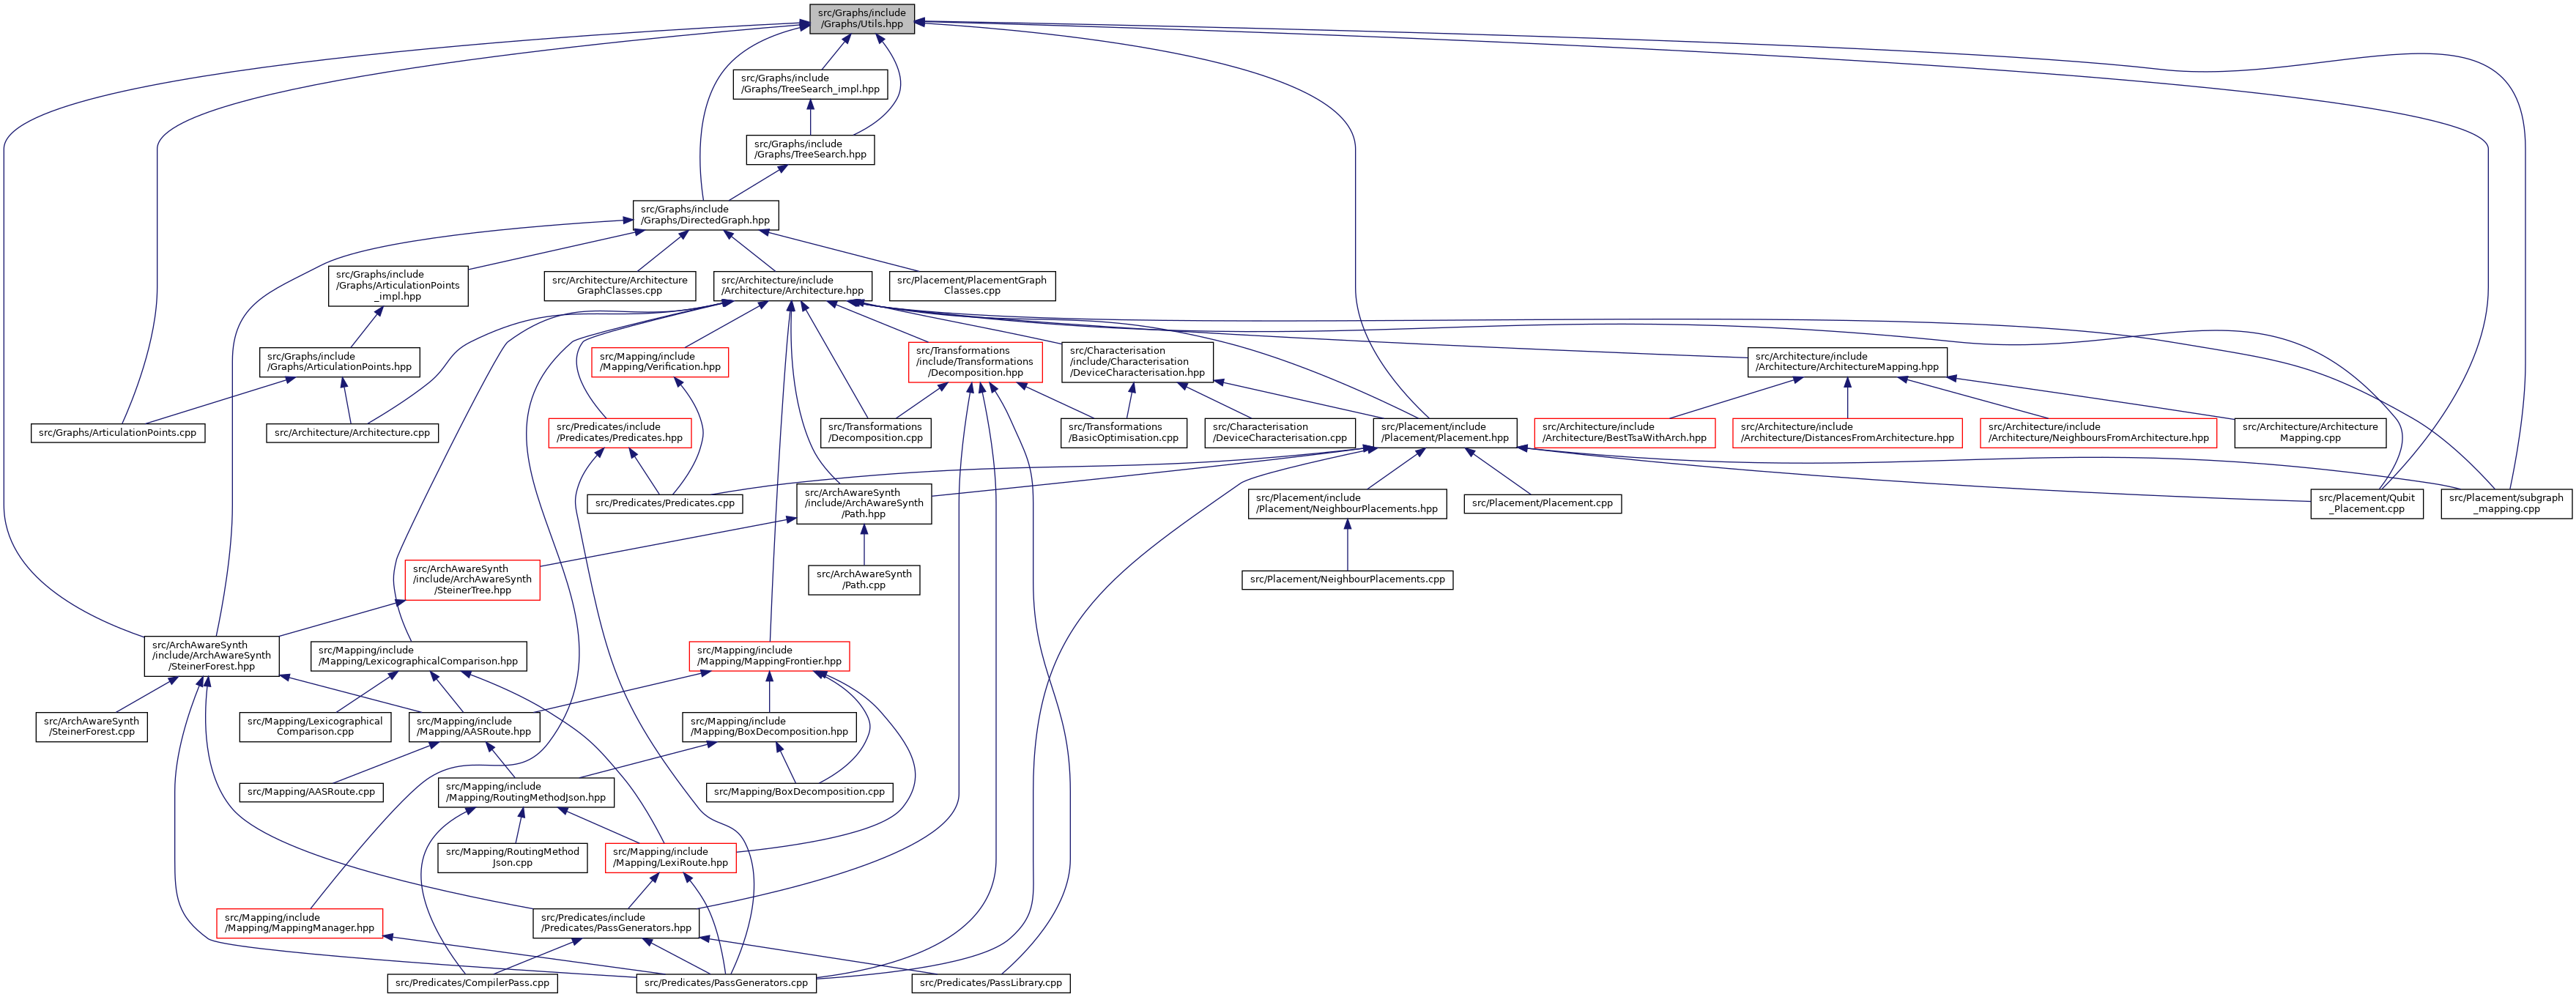 src/Graphs/include
/Graphs/Utils.hpp
src/Graphs/include
/Graphs/TreeSearch_impl.hpp
src/Graphs/include
/Graphs/TreeSearch.hpp
src/Graphs/include
/Graphs/DirectedGraph.hpp
src/Graphs/include
/Graphs/ArticulationPoints
_impl.hpp
src/Architecture/Architecture
GraphClasses.cpp
src/Architecture/include
/Architecture/Architecture.hpp
src/Placement/PlacementGraph
Classes.cpp
src/Graphs/include
/Graphs/ArticulationPoints.hpp
src/Mapping/include
/Mapping/Verification.hpp
src/Transformations
/include/Transformations
/Decomposition.hpp
src/Characterisation
/include/Characterisation
/DeviceCharacterisation.hpp
src/Architecture/include
/Architecture/ArchitectureMapping.hpp
src/Graphs/ArticulationPoints.cpp
src/Architecture/Architecture.cpp
src/Predicates/include
/Predicates/Predicates.hpp
src/Transformations
/Decomposition.cpp
src/Transformations
/BasicOptimisation.cpp
src/Characterisation
/DeviceCharacterisation.cpp
src/Placement/include
/Placement/Placement.hpp
src/Architecture/include
/Architecture/BestTsaWithArch.hpp
src/Architecture/include
/Architecture/DistancesFromArchitecture.hpp
src/Architecture/include
/Architecture/NeighboursFromArchitecture.hpp
src/Architecture/Architecture
Mapping.cpp
src/Predicates/Predicates.cpp
src/ArchAwareSynth
/include/ArchAwareSynth
/Path.hpp
src/Placement/include
/Placement/NeighbourPlacements.hpp
src/Placement/Placement.cpp
src/Placement/Qubit
_Placement.cpp
src/Placement/subgraph
_mapping.cpp
src/ArchAwareSynth
/include/ArchAwareSynth
/SteinerTree.hpp
src/ArchAwareSynth
/Path.cpp
src/Placement/NeighbourPlacements.cpp
src/ArchAwareSynth
/include/ArchAwareSynth
/SteinerForest.hpp
src/Mapping/include
/Mapping/LexicographicalComparison.hpp
src/Mapping/include
/Mapping/MappingFrontier.hpp
src/ArchAwareSynth
/SteinerForest.cpp
src/Mapping/Lexicographical
Comparison.cpp
src/Mapping/include
/Mapping/AASRoute.hpp
src/Mapping/include
/Mapping/BoxDecomposition.hpp
src/Mapping/AASRoute.cpp
src/Mapping/include
/Mapping/RoutingMethodJson.hpp
src/Mapping/BoxDecomposition.cpp
src/Mapping/RoutingMethod
Json.cpp
src/Mapping/include
/Mapping/LexiRoute.hpp
src/Mapping/include
/Mapping/MappingManager.hpp
src/Predicates/include
/Predicates/PassGenerators.hpp
src/Predicates/CompilerPass.cpp
src/Predicates/PassGenerators.cpp
src/Predicates/PassLibrary.cpp